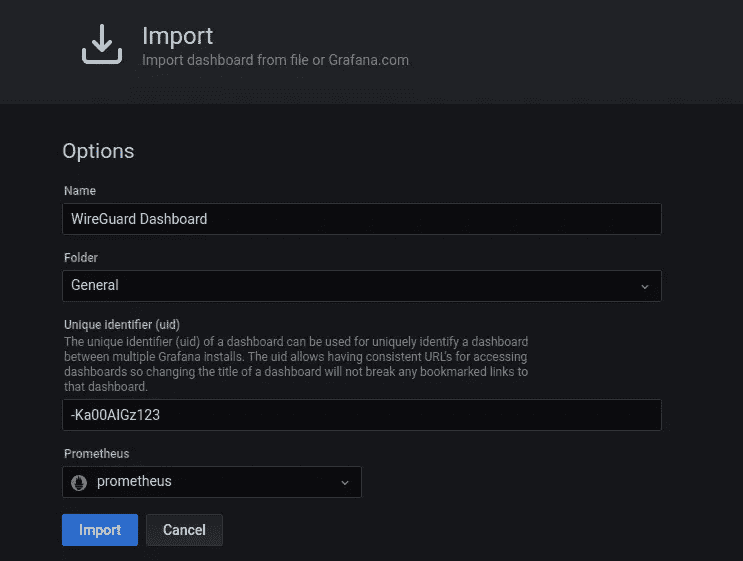 Import
Import dashboard from file or Grafana.com
Options
Name
WireGuard Dashboard
Folder
General
Unique identifier (uid)
The unique identifier (uid) of a dashboard can be used for uniquely identify a dashboard
between multiple Grafana installs. The uid allows having consistent URL's for accessing
dashboards so changing the title of a dashboard will not break any bookmarked links to
that dashboard.
-Ka00AIGz123
Prometheus
prometheus
Import Cancel